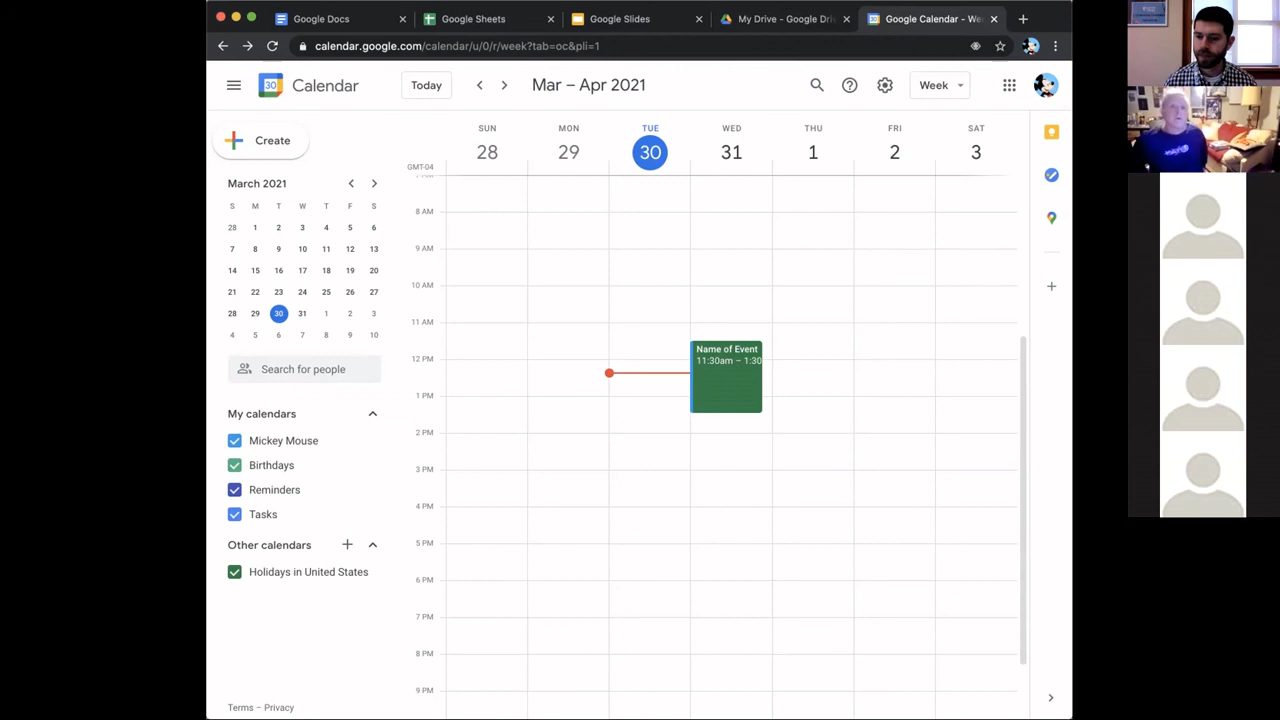 Google Docs
Google Sheets
Google Slides
My Drive - Google Dri
Google Calendar - We
calendar.google.com/calendar/u/0/r/week?tab=oc&pli=1
30
Calendar
Today
Mar – Apr 2021
Week
Create
SUN MON TUE WED THU FRI SAT
28 29 30 31 1 2 3
GMT-04
March 2021
S M T W T F S
28 1 2 3 4 5 6
7 8 9 10 11 12 13
14 15 16 17 18 19 20
21 22 23 24 25 26 27
28 29 30 31 1 2 3
4 5 6 7 8 9 10
Search for people
My calendars
Mickey Mouse
Birthdays
Reminders
Tasks
Other calendars
Holidays in United States
Terms – Privacy
8 AM
9 AM
10 AM
11 AM
12 PM
1 PM
2 PM
3 PM
4 PM
5 PM
6 PM
7 PM
8 PM
9 PM
Name of Event
11:30am – 1:30